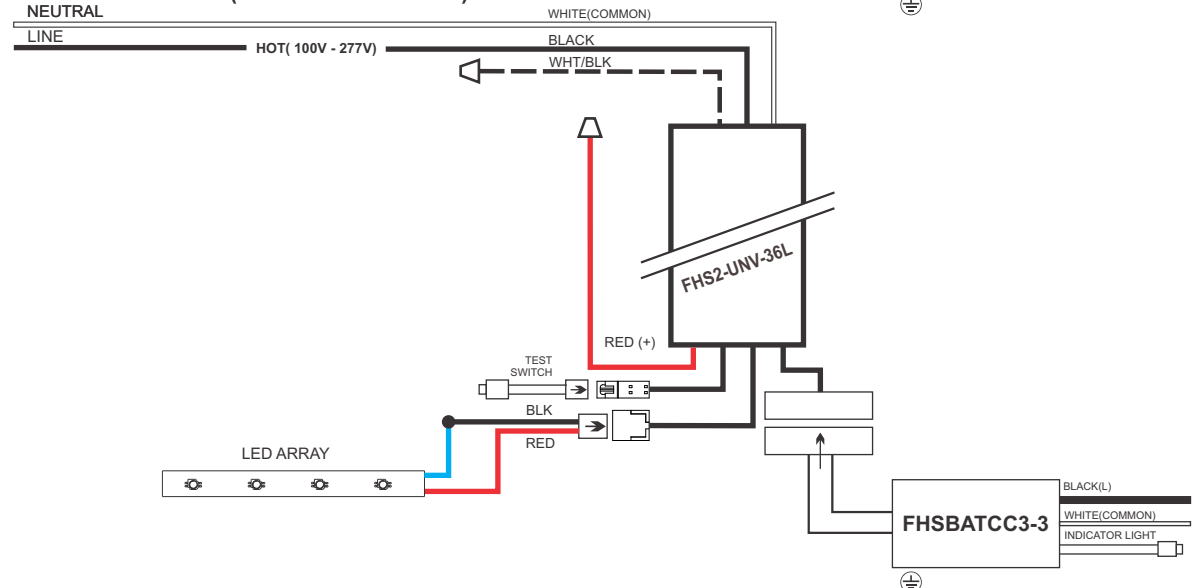 NEUTRAL
WHITE(COMMON)
LINE
HOT( 100V - 277V)
BLACK
WHT/BLK
FHS2-UNV-36L
RED (+)
TEST
SWITCH
BLK
RED
LED ARRAY
BLACK(L)
WHITE(COMMON)
INDICATOR LIGHT
FHSBATCC3-3